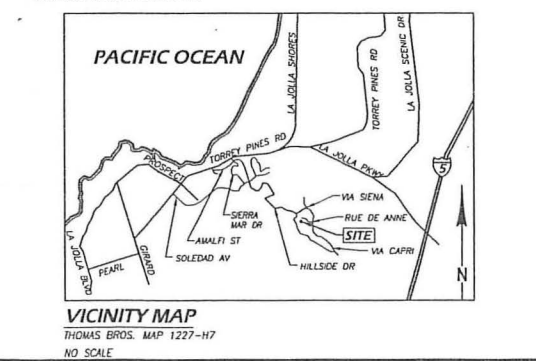 PACIFIC OCEAN
LA JOLLA SHORES
TORREY PINES RD
LA JOLLA SCENIC DR.
TORREY PINES RD
PROSPECT
LA JOLLA PKWY
5
VIA SIENA
SIERRA
MAR DR
RUE DE ANNE
SITE
AMALFI ST
VIA CAPRI
SOLEDAD AV
HILLSIDE DR
LA JOLLA BLVD
GIRARD
PEARL
N
VICINITY MAP
THOMAS BROS. MAP 1227-H7
NO SCALE